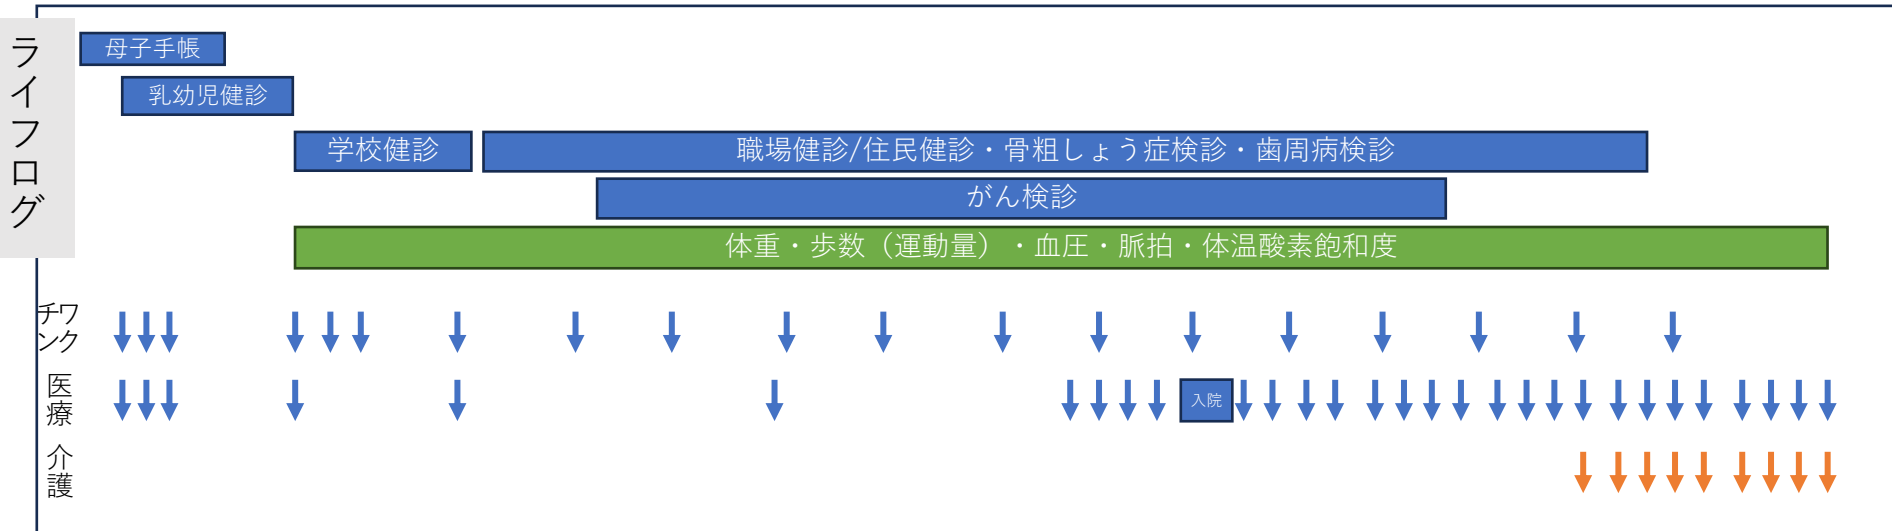 ライフログ
母子手帳
乳幼児健診
学校健診
職場健診/住民健診・骨粗しょう症検診・歯周病検診
がん検診
体重・歩数（運動量）・血圧・脈拍・体温酸素飽和度
ワクチン
医療
入院
介護